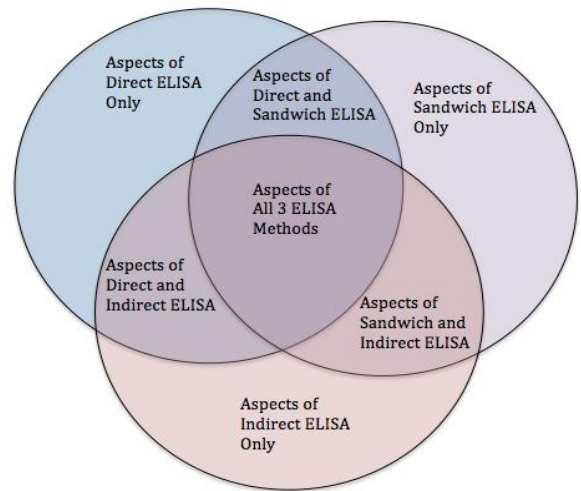 Aspects of
Direct ELISA
Only
Aspects of
Direct and
Sandwich ELISA
Aspects of
Sandwich ELISA
Only
Aspects of
All 3 ELISA
Methods
Aspects of
Direct and
Indirect ELISA
Aspects of
Sandwich and
Indirect ELISA
Aspects of
Indirect ELISA
Only